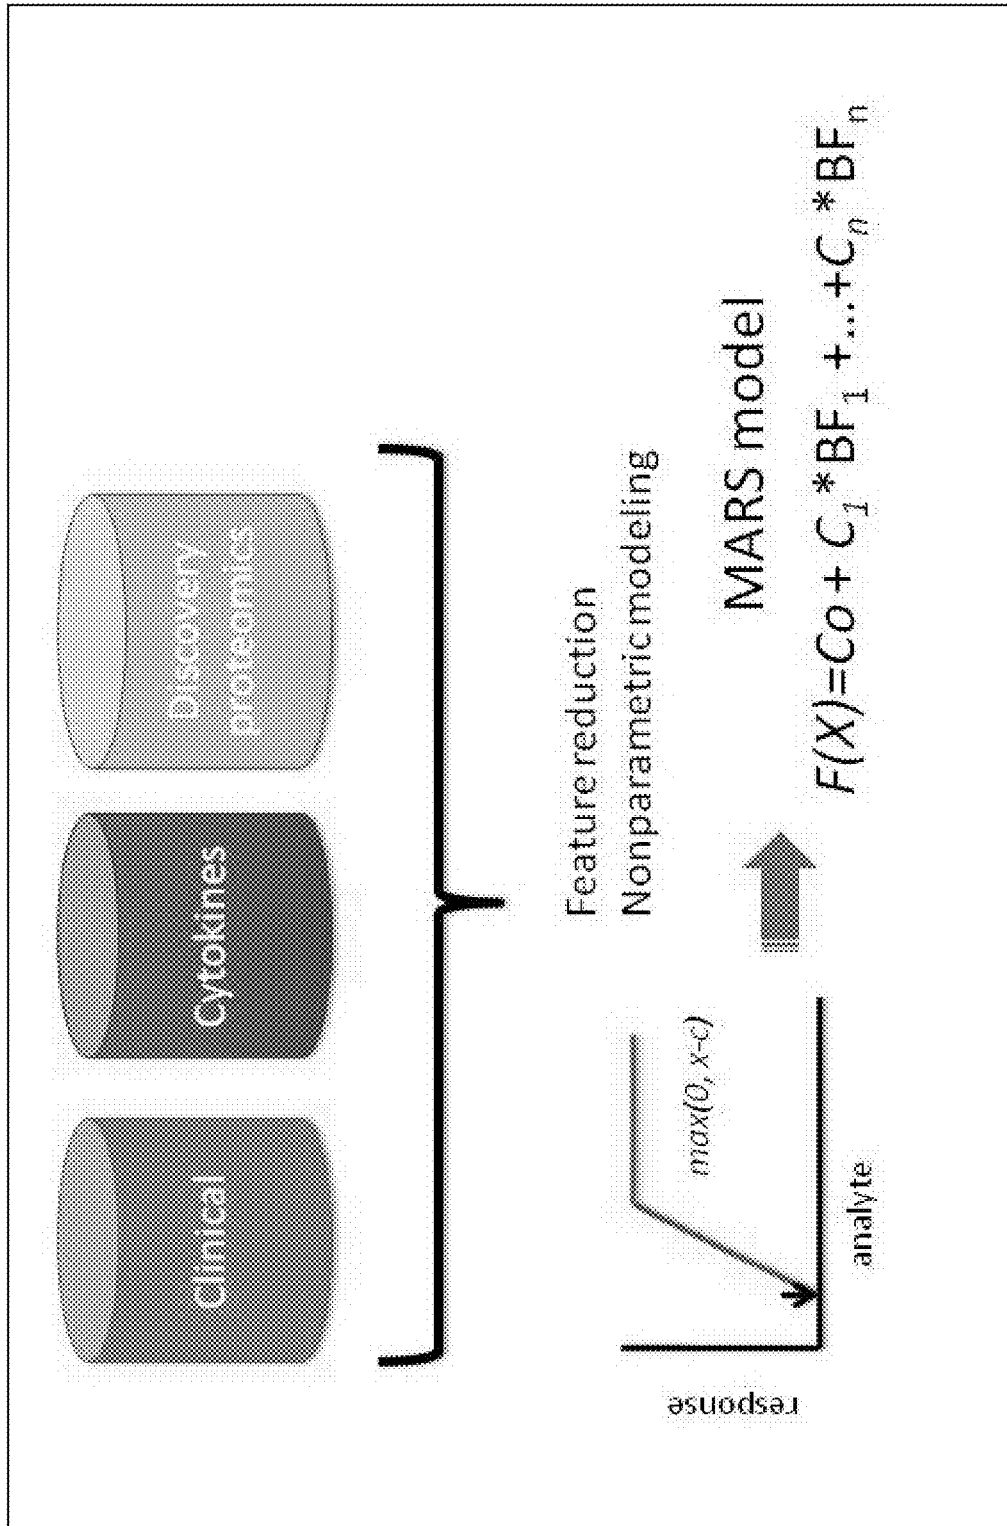 Clinical
Cytokines
Discovery
proteomics
Feature reduction
Nonparametric modeling
response
max(0, x-c)
analyte
MARS model
F(X)=Co + C1*BF1 +...+Cn*BFn